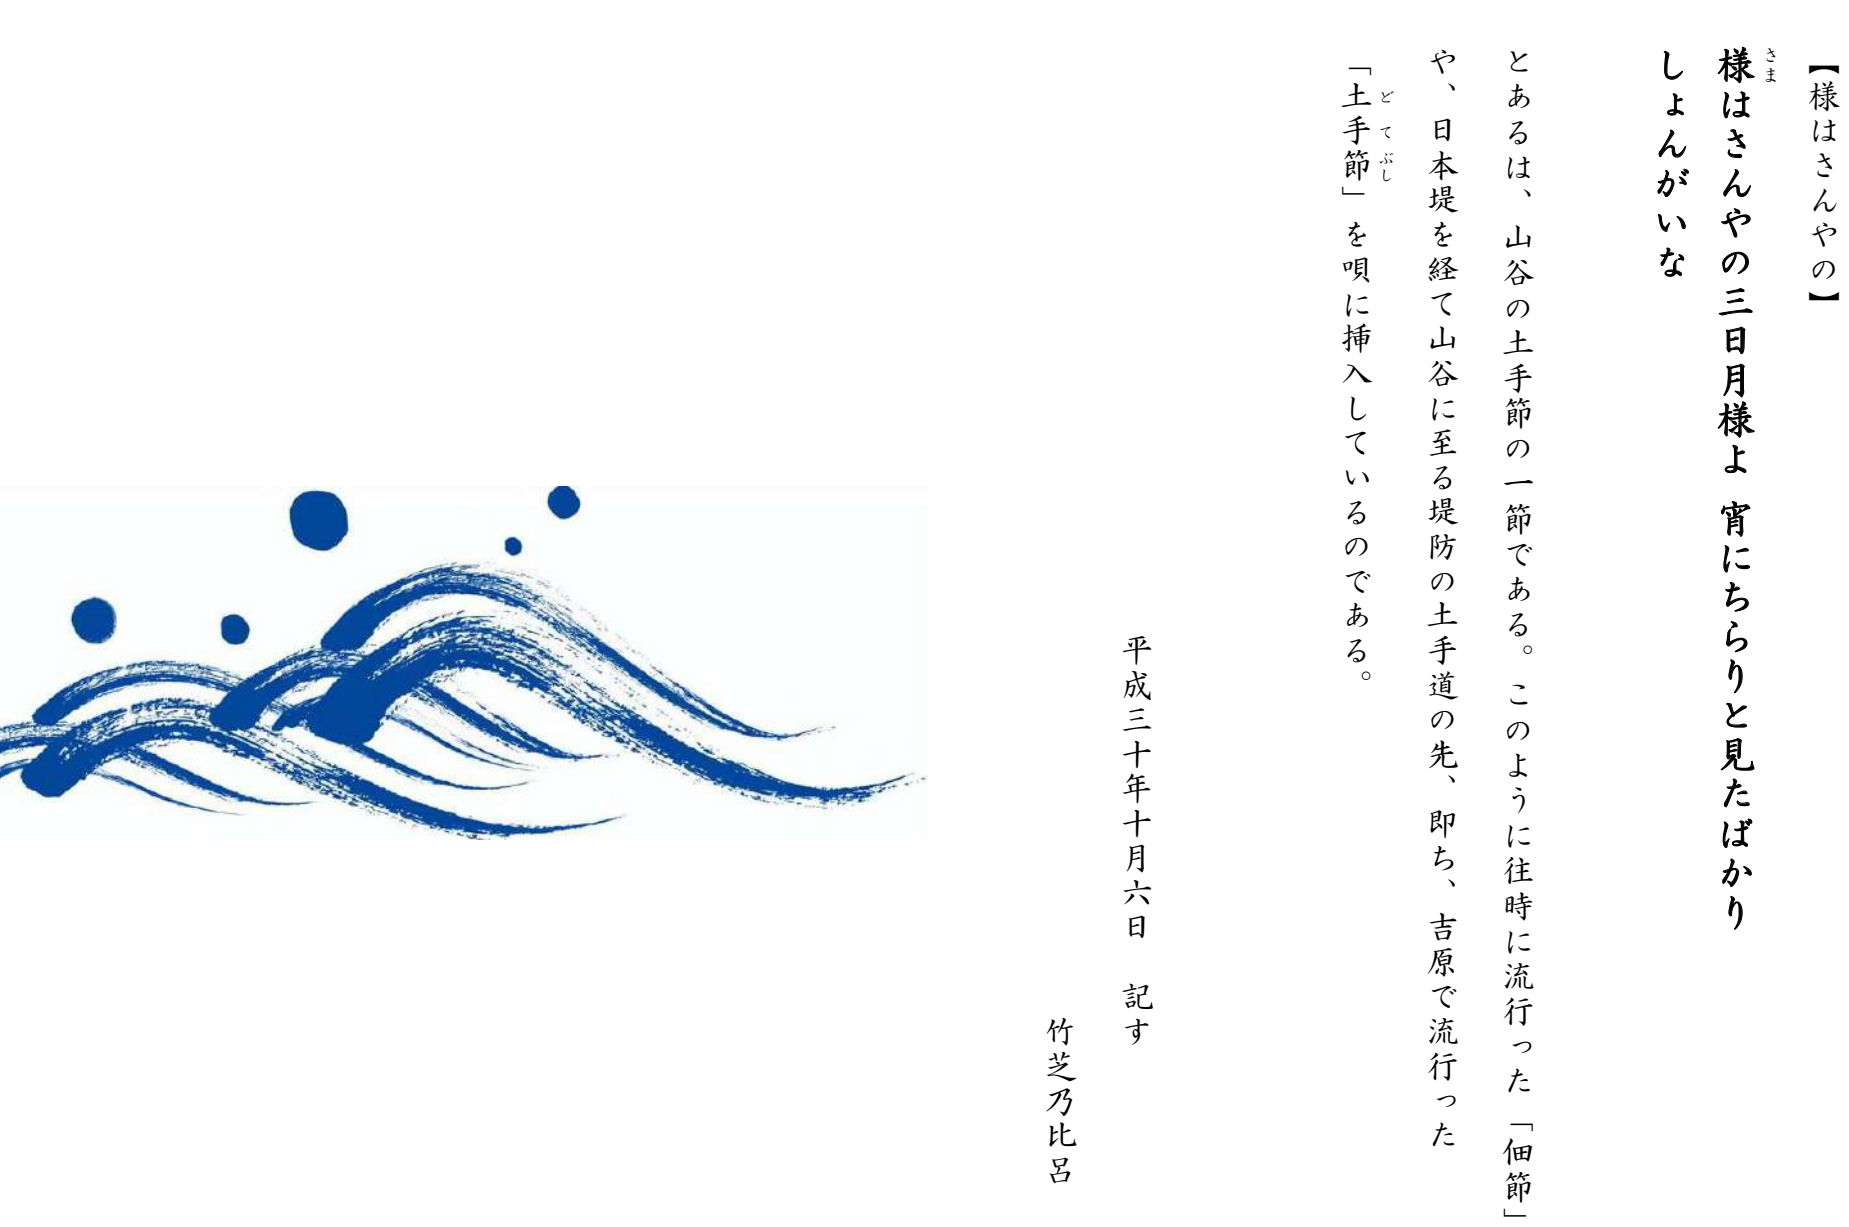 【様はさんやの】
様はさんやの三日月様よ 宵にちらりと見たばかり
さま
しょんがいな
とあるは、山谷の土手節の一節である。このように往時に流行った「佃節」
や、日本堤を経て山谷に至る堤防の土手道の先、即ち、吉原で流行った
「土手節」を唄に挿入しているのである。
どてぶし
平成三十年十月六日 記す
竹芝乃比呂